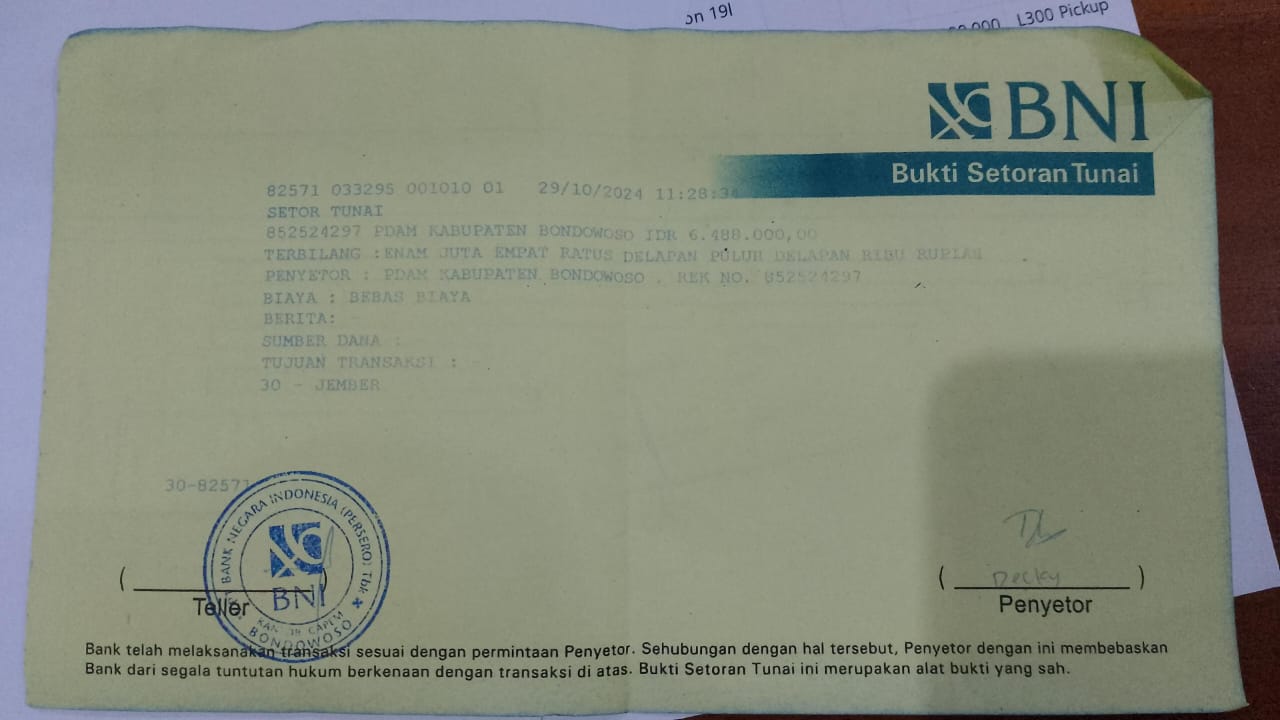 on 19l
00.000 L300 Pickup
BNI
Bukti Setoran Tunai
82571 033295 001010 01 29/10/2024 11:28:34
SETOR TUNAI
852524297 PDAM KABUPATEN BONDOWOSO IDR 6.488.000,00
TERBILANG :ENAM JUTA EMPAT RATUS DELAPAN PULUH DELAPAN RIBU RUPIAH
PENYETOR : PDAM KABUPATEN BONDOWOSO . REK NO. 852524297
BIAYA : BEBAS BIAYA
BERITA: -
SUMBER DANA :
TUJUAN TRANSAKSI : -
30 - JEMBER
30-82571
BANK NEGARA INDONESIA (PERSERO) Tbk
BNI
CAPEM
BONDOWOSO
( )
Teller
Decky
( )
Penyetor
Bank telah melaksanakan transaksi sesuai dengan permintaan Penyetor. Sehubungan dengan hal tersebut, Penyetor dengan ini membebaskan
Bank dari segala tuntutan hukum berkenaan dengan transaksi di atas. Bukti Setoran Tunai ini merupakan alat bukti yang sah.